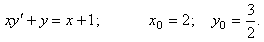 xy' + y = x + 1;    x₀ = 2;  y₀ = 3/2.